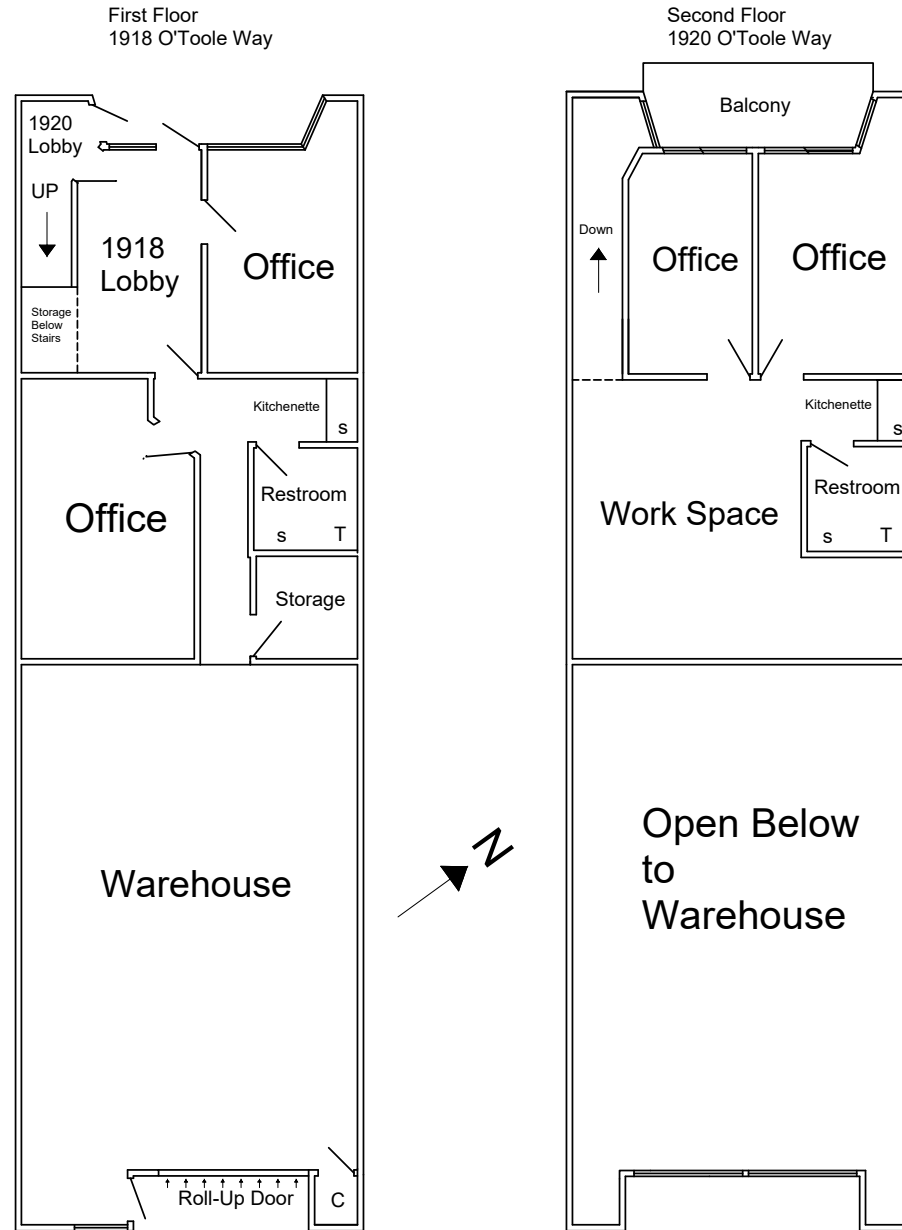 First Floor
1918 O'Toole Way
1920
Lobby
UP
1918
Lobby
Office
Storage
Below
Stairs
Kitchenette
s
Office
Restroom
s T
Storage
Warehouse
Roll-Up Door
C
N
Second Floor
1920 O'Toole Way
Balcony
Down
Office
Office
Kitchenette
s
Work Space
Restroom
s T
Open Below
to
Warehouse